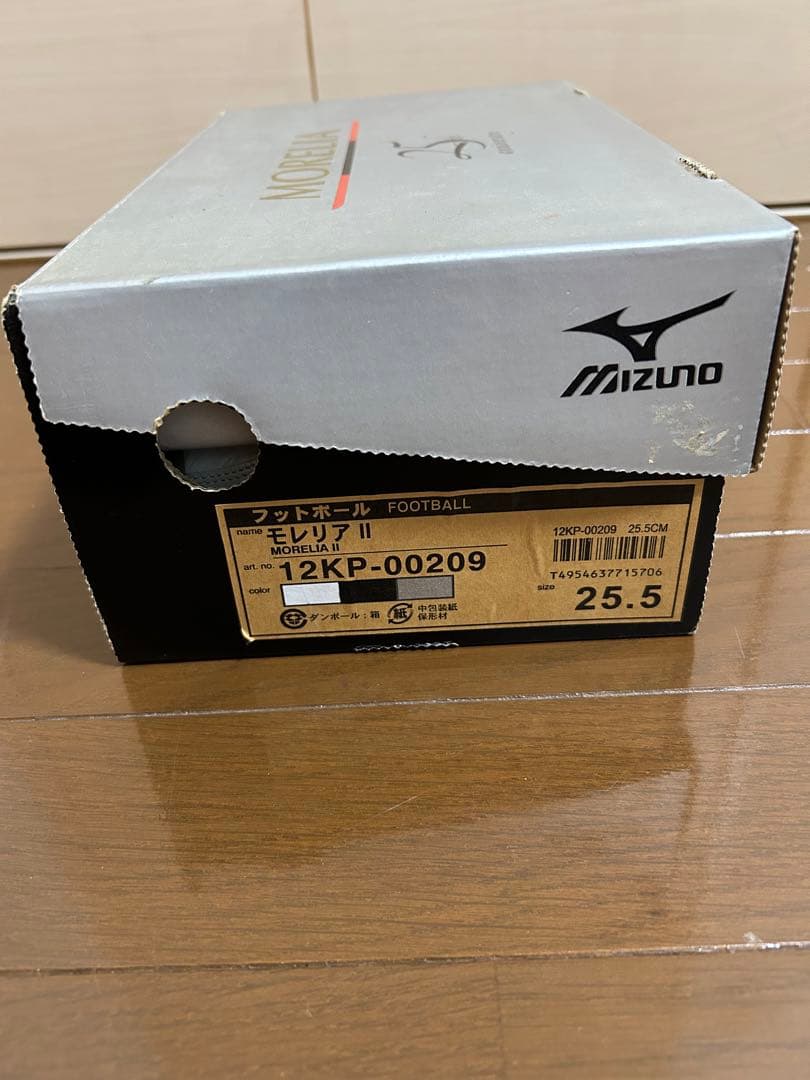 MORELIA
25
MIZUNO
フットボール FOOTBALL
name モレリア II
MORELIA II
art. no. 12KP-00209
color
ダンボール：箱
紙 中包装紙
保形材
12KP-00209 25.5CM
T4954637715706
size 25.5